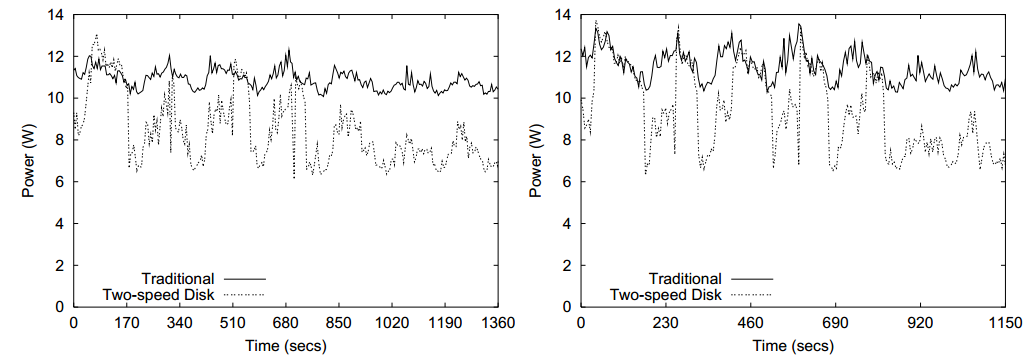 14
12
10
8
6
4
2
0
Power (W)
Traditional
Two-speed Disk
0 170 340 510 680 850 1020 1190 1360
Time (secs)
14
12
10
8
6
4
2
0
Power (W)
Traditional
Two-speed Disk
0 230 460 690 920 1150
Time (secs)